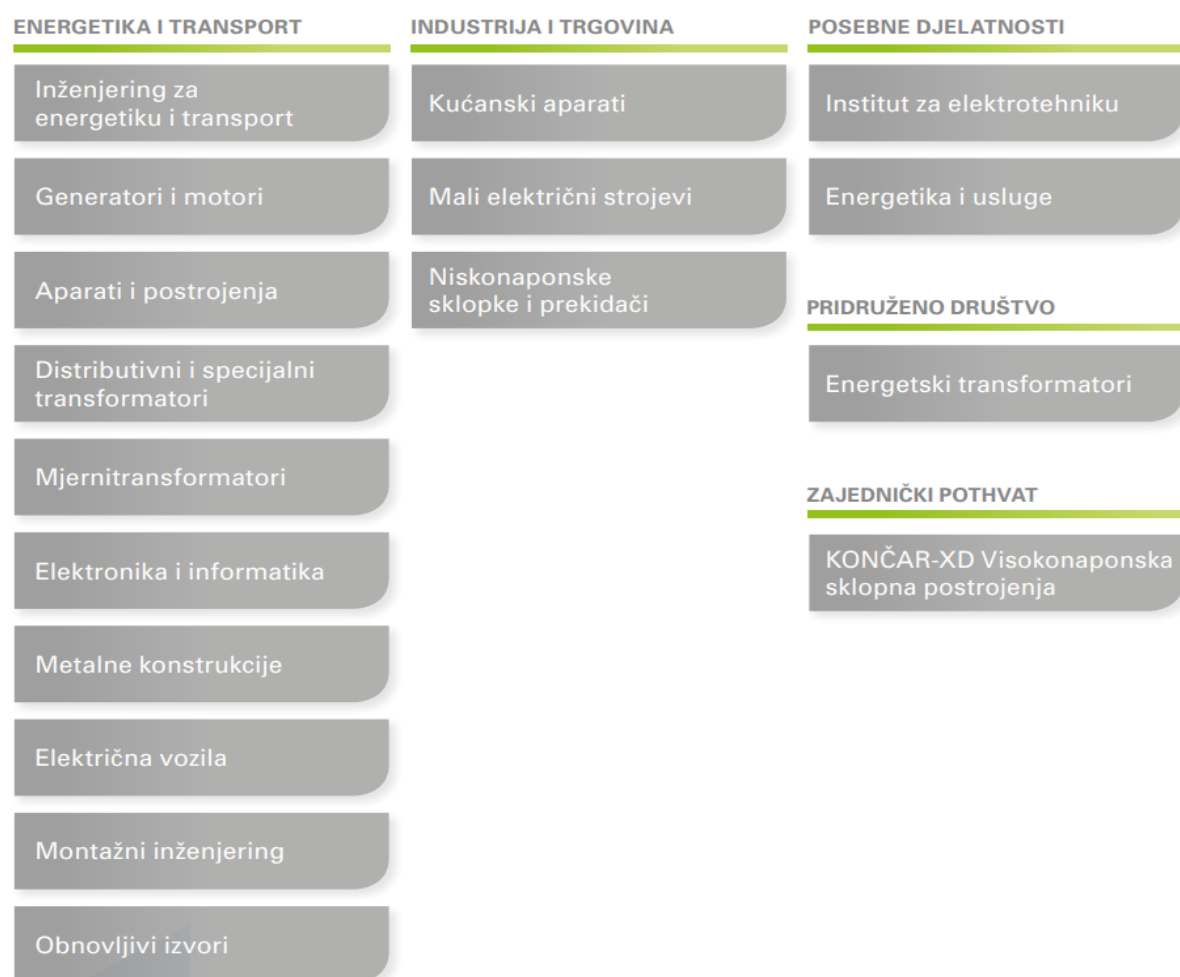 ENERGETIKA I TRANSPORT
Inženjering za
energetiku i transport
Generatori i motori
Aparati i postrojenja
Distributivni i specijalni
transformatori
Mjernitransformatori
Elektronika i informatika
Metalne konstrukcije
Električna vozila
Montažni inženjering
Obnovljivi izvori
INDUSTRIJA I TRGOVINA
Kućanski aparati
Mali električni strojevi
Niskonaponske
sklopke i prekidači
POSEBNE DJELATNOSTI
Institut za elektrotehniku
Energetika i usluge
PRIDRUŽENO DRUŠTVO
Energetski transformatori
ZAJEDNIČKI POTHVAT
KONČAR-XD Visokonaponska
sklopna postrojenja